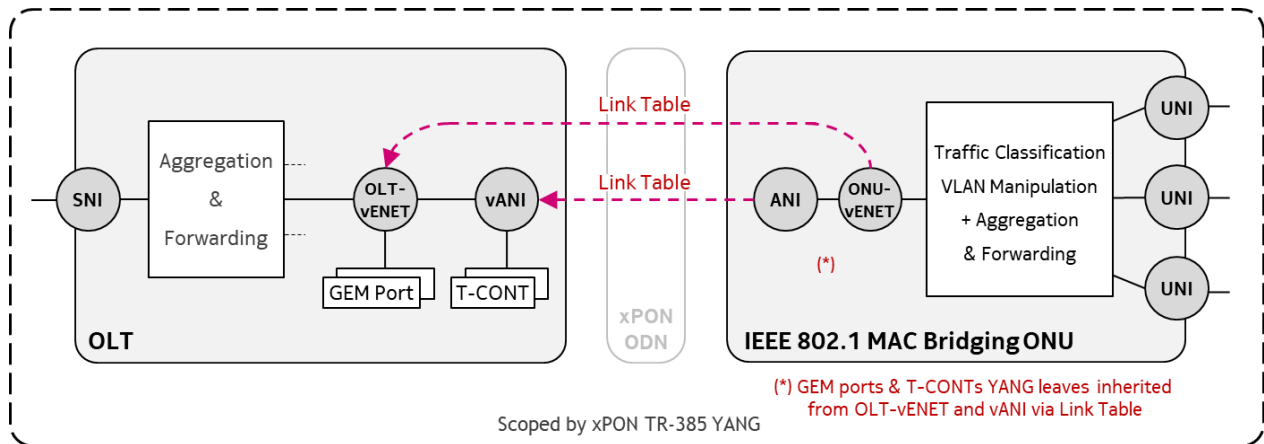 Link Table
Link Table
SNI
Aggregation
&
Forwarding
OLT-
vENET
vANI
GEM Port
T-CONT
OLT
xPON
ODN
ANI
ONU-
vENET
(*)
Traffic Classification
VLAN Manipulation
+ Aggregation
& Forwarding
UNI
UNI
UNI
IEEE 802.1 MAC Bridging ONU
(*) GEM ports & T-CONTs YANG leaves inherited
from OLT-vENET and vANI via Link Table
Scoped by xPON TR-385 YANG